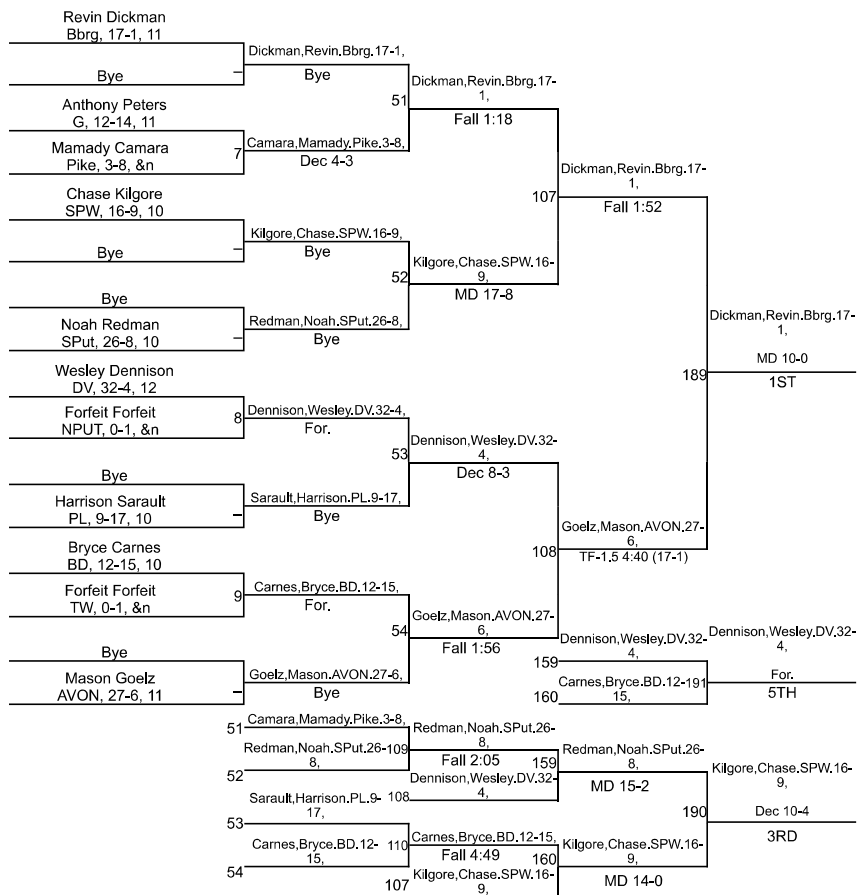 Revin Dickman
Bbrg, 17-1, 11
Dickman,Revin.Bbrg.17-1,
Bye
–
Bye
Dickman,Revin.Bbrg.17-
1,
51
Anthony Peters
G, 12-14, 11
Fall 1:18
Camara,Mamady.Pike.3-8,
Mamady Camara
7
Dec 4-3
Pike, 3-8, &n
Dickman,Revin.Bbrg.17-
1,
107
Chase Kilgore
SPW, 16-9, 10
Fall 1:52
Kilgore,Chase.SPW.16-9,
Bye
–
Bye
Kilgore,Chase.SPW.16-
9,
52
MD 17-8
Bye
Redman,Noah.SPut.26-8,
Noah Redman
SPut, 26-8, 10
–
Bye
Dickman,Revin.Bbrg.17-
1,
MD 10-0
189
1ST
Wesley Dennison
DV, 32-4, 12
Dennison,Wesley.DV.32-4,
Forfeit Forfeit
8
For.
NPUT, 0-1, &n
Dennison,Wesley.DV.32-
4,
53
Dec 8-3
Bye
Sarault,Harrison.PL.9-17,
Harrison Sarault
PL, 9-17, 10
–
Bye
Goelz,Mason.AVON.27-
6,
108
TF-1.5 4:40 (17-1)
Bryce Carnes
BD, 12-15, 10
Carnes,Bryce.BD.12-15,
Forfeit Forfeit
9
For.
TW, 0-1, &n
Goelz,Mason.AVON.27-
6,
54
Fall 1:56
Bye
Goelz,Mason.AVON.27-6,
Mason Goelz
AVON, 27-6, 11
–
Bye
Dennison,Wesley.DV.32-
4,
159
Dennison,Wesley.DV.32-
4,
Carnes,Bryce.BD.12-
15,
191
160
For.
5TH
Camara,Mamady.Pike.3-8,
51
Redman,Noah.SPut.26-
8,
52
109
Redman,Noah.SPut.26-
8,
Fall 2:05
159
Dennison,Wesley.DV.32-
4,
108
Redman,Noah.SPut.26-
8,
MD 15-2
Sarault,Harrison.PL.9-
17,
53
Carnes,Bryce.BD.12-
15,
54
110
Carnes,Bryce.BD.12-15,
Fall 4:49
160
Kilgore,Chase.SPW.16-
9,
107
Kilgore,Chase.SPW.16-
9,
MD 14-0
190
Kilgore,Chase.SPW.16-
9,
Dec 10-4
3RD